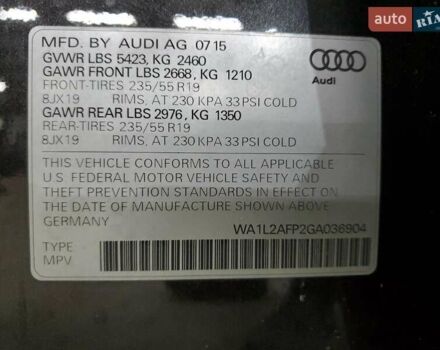 auto RIA
MFD. BY AUDI AG 07 15
GVWR LBS 5423, KG 2460
GAWR FRONT LBS 2668, KG 1210
FRONT-TIRES 235/55 R19
8JX19 RIMS, AT 230 KPA 33 PSI COLD
GAWR REAR LBS 2976, KG 1350
REAR-TIRES 235/55 R19
8JX19 RIMS, AT 230 KPA 33 PSI COLD
Audi
THIS VEHICLE CONFORMS TO ALL APPLICABLE
U.S. FEDERAL MOTOR VEHICLE SAFETY AND
THEFT PREVENTION STANDARDS IN EFFECT ON
THE DATE OF MANUFACTURE SHOWN ABOVE
GERMANY WA1L2AFP2GA036904
TYPE
MPV